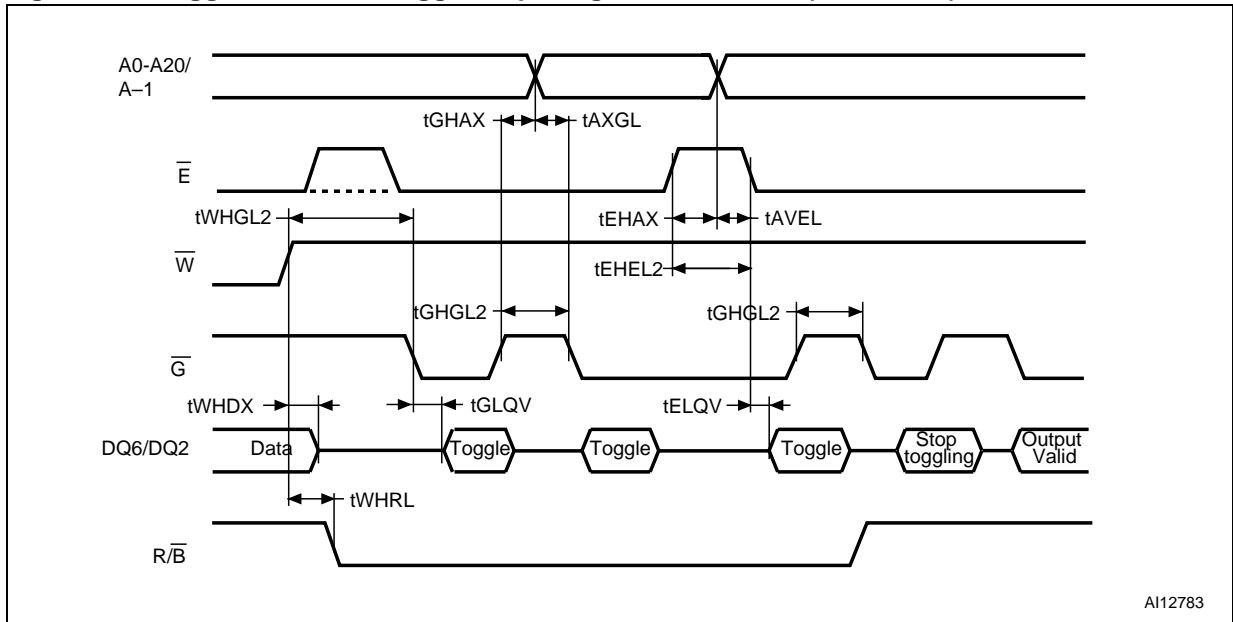 A0-A20/
A–1
tGHAX
tAXGL
E̅
tWHGL2
tEHAX
tAVEL
W̅
tEHEL2
tGHGL2
tGHGL2
G̅
tWHDX
tGLQV
tELQV
DQ6/DQ2
Data
Toggle
Toggle
Toggle
Stop
toggling
Output
Valid
tWHRL
R/B̅
AI12783